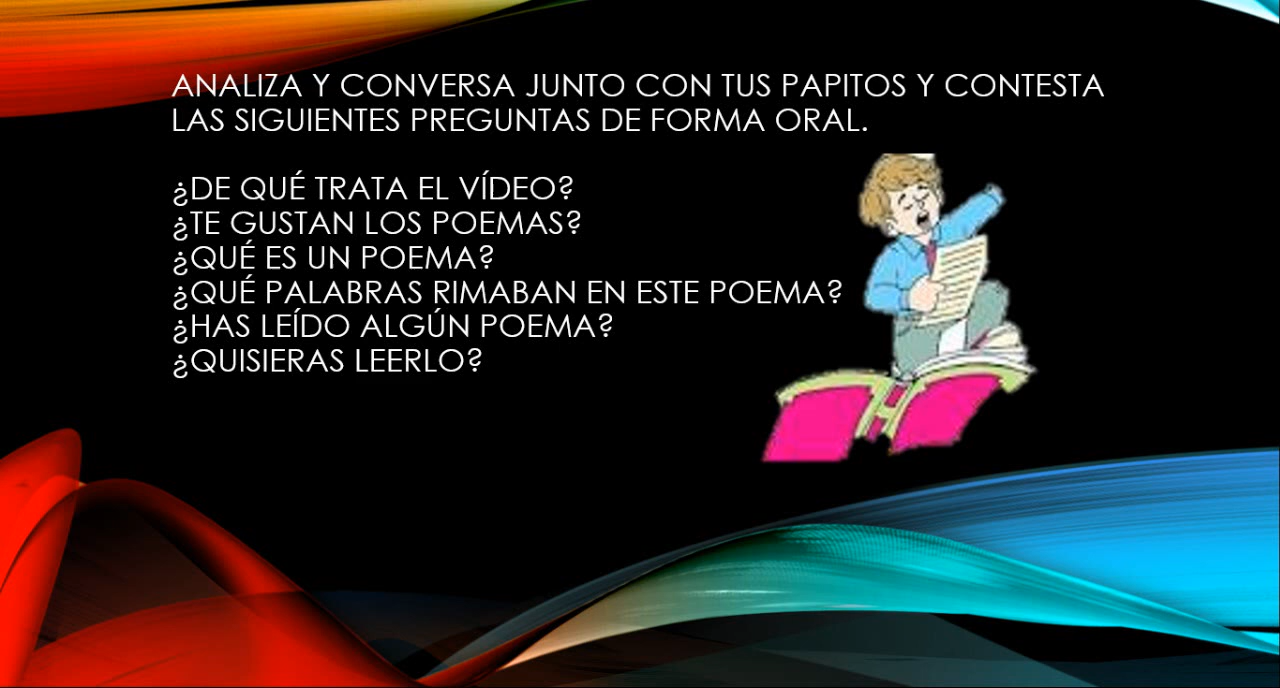 ANALIZA Y CONVERSA JUNTO CON TUS PAPITOS Y CONTESTA
LAS SIGUIENTES PREGUNTAS DE FORMA ORAL.
¿DE QUÉ TRATA EL VÍDEO?
¿TE GUSTAN LOS POEMAS?
¿QUÉ ES UN POEMA?
¿QUÉ PALABRAS RIMABAN EN ESTE POEMA?
¿HAS LEÍDO ALGÚN POEMA?
¿QUISIERAS LEERLO?